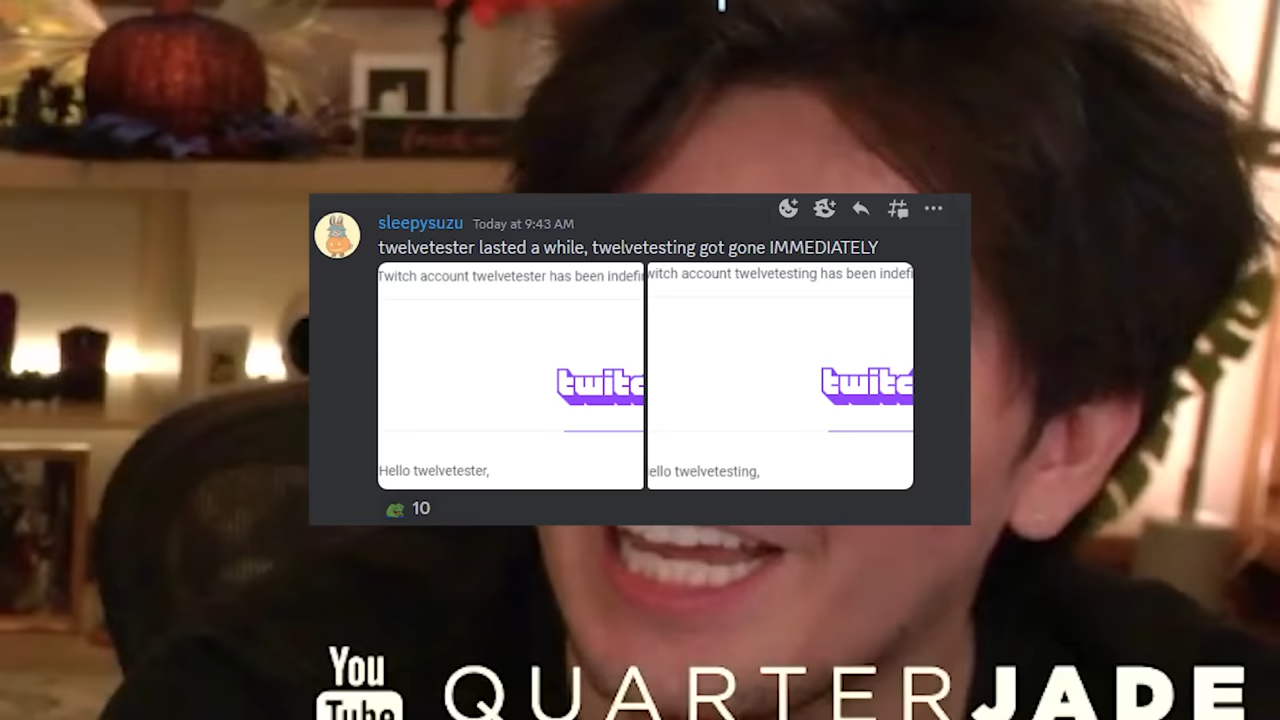 sleepysuzu Today at 9:43 AM
twelvetester lasted a while, twelvetesting got gone IMMEDIATELY
Twitch account twelvetester has been indefi
witch account twelvetesting has been indefi
twitc
twitc
Hello twelvetester,
ello twelvetesting,
10
You
Tube
QUARTERJADE